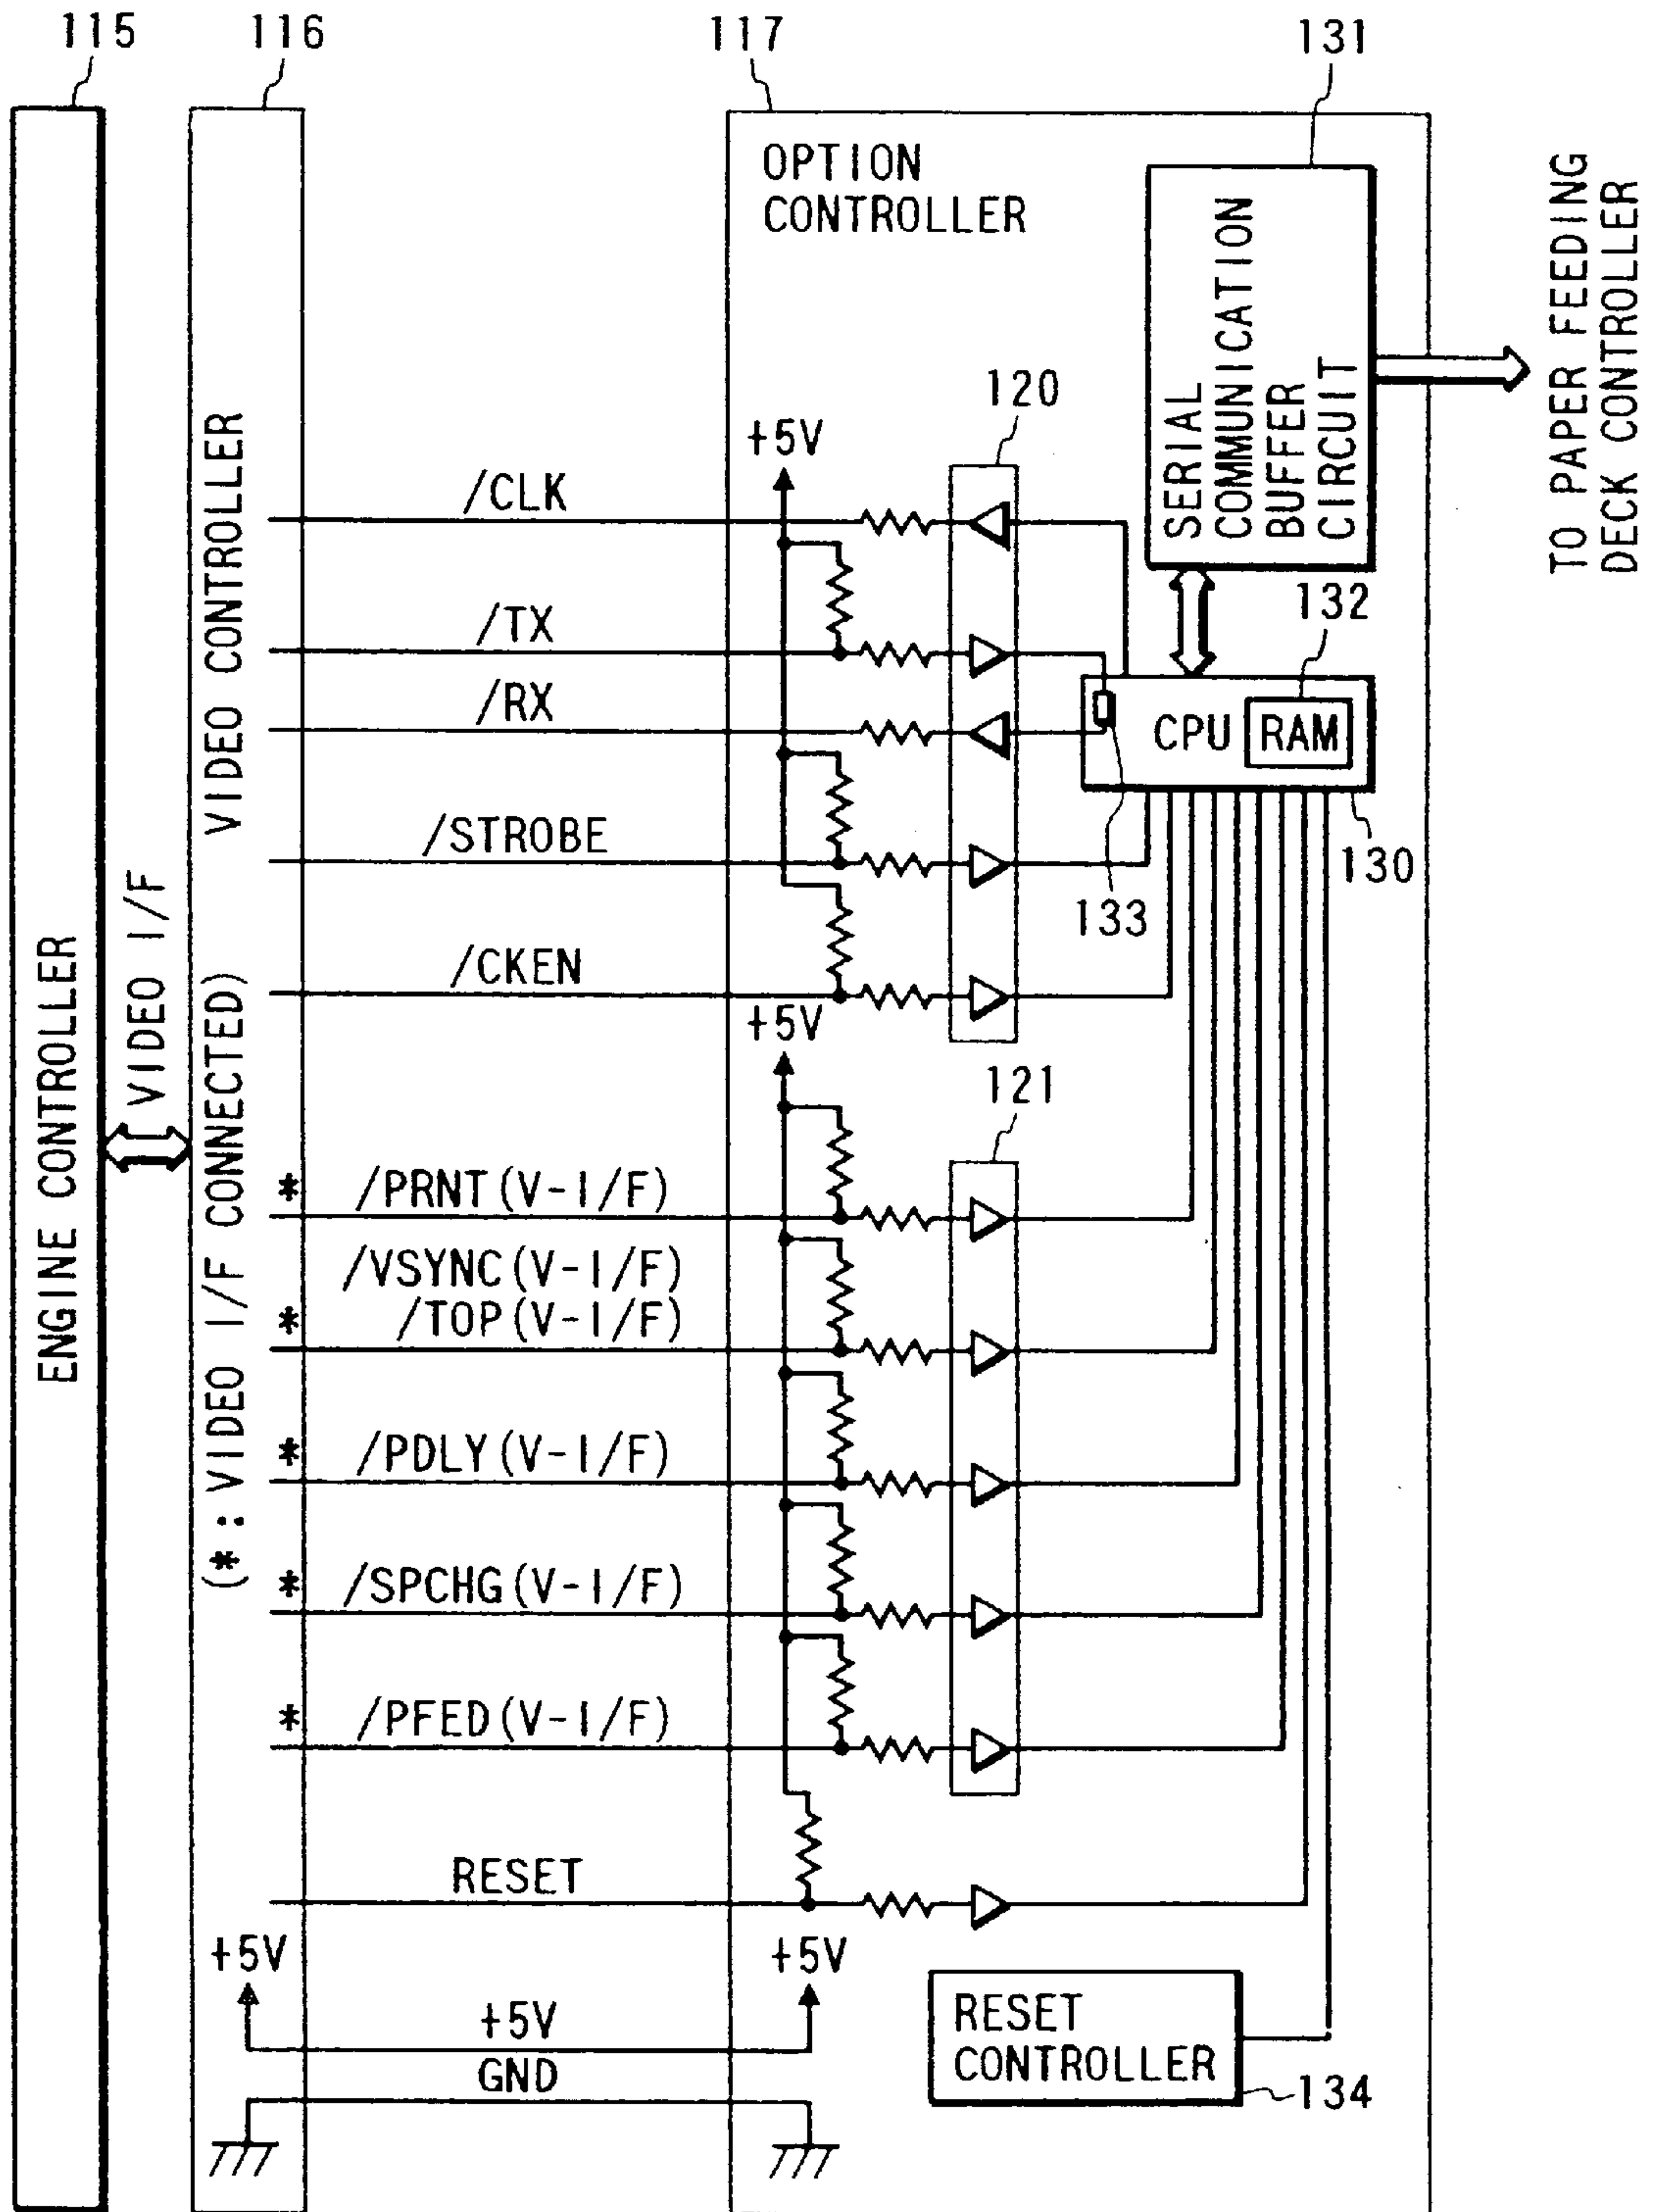 115
116
117
131
OPTION
CONTROLLER
SERIAL
COMMUNICATION
BUFFER
CIRCUIT
TO PAPER FEEDING
DECK CONTROLLER
120
+5V
/CLK
/TX
/RX
/STROBE
/CKEN
132
CPU
RAM
130
133
ENGINE CONTROLLER
VIDEO I/F
VIDEO CONTROLLER
(*:VIDEO I/F CONNECTED)
+5V
121
* /PRNT(V-I/F)
/VSYNC(V-I/F)
* /TOP(V-I/F)
* /PDLY(V-I/F)
* /SPCHG(V-I/F)
* /PFED(V-I/F)
RESET
+5V
+5V
+5V
GND
RESET
CONTROLLER
134